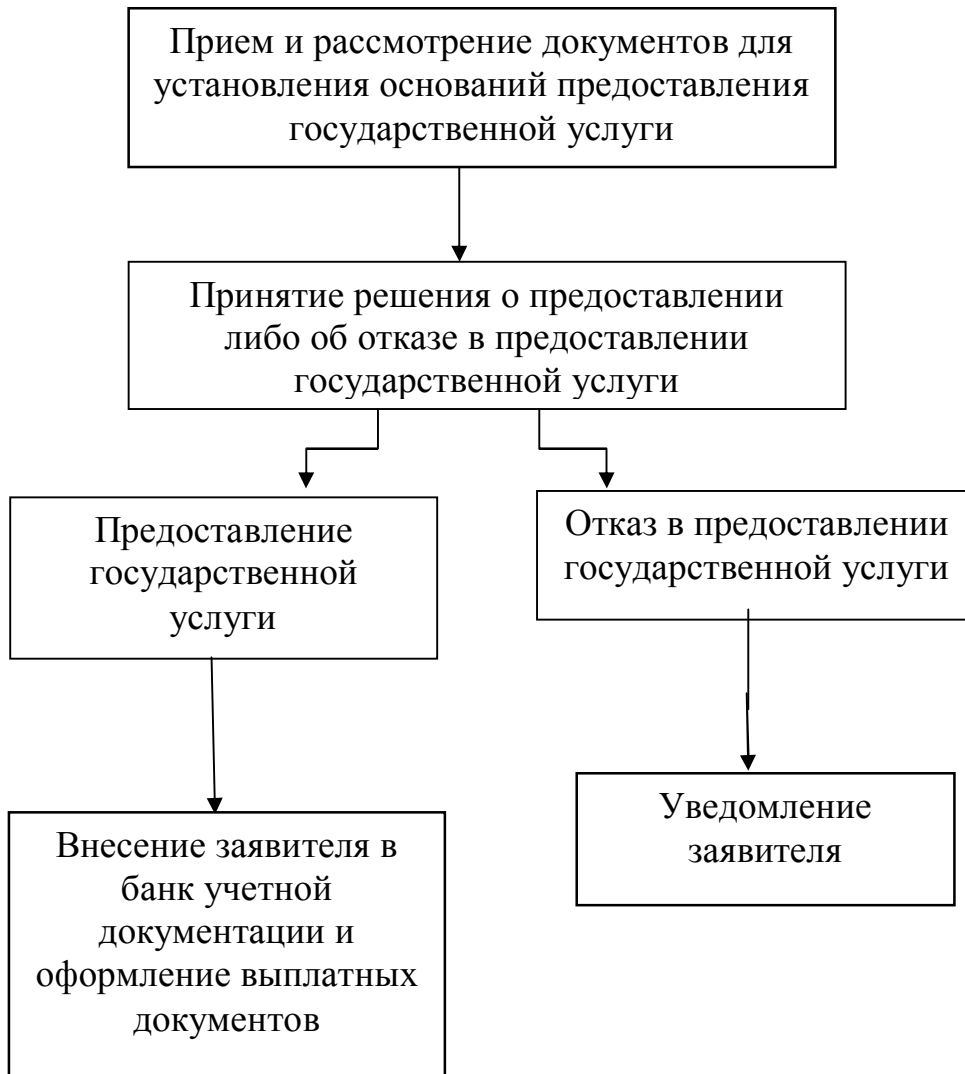 Прием и рассмотрение документов для
установления оснований предоставления
государственной услуги
Принятие решения о предоставлении
либо об отказе в предоставлении
государственной услуги
Предоставление
государственной
услуги
Отказ в предоставлении
государственной услуги
Внесение заявителя в
банк учетной
документации и
оформление выплатных
документов
Уведомление
заявителя